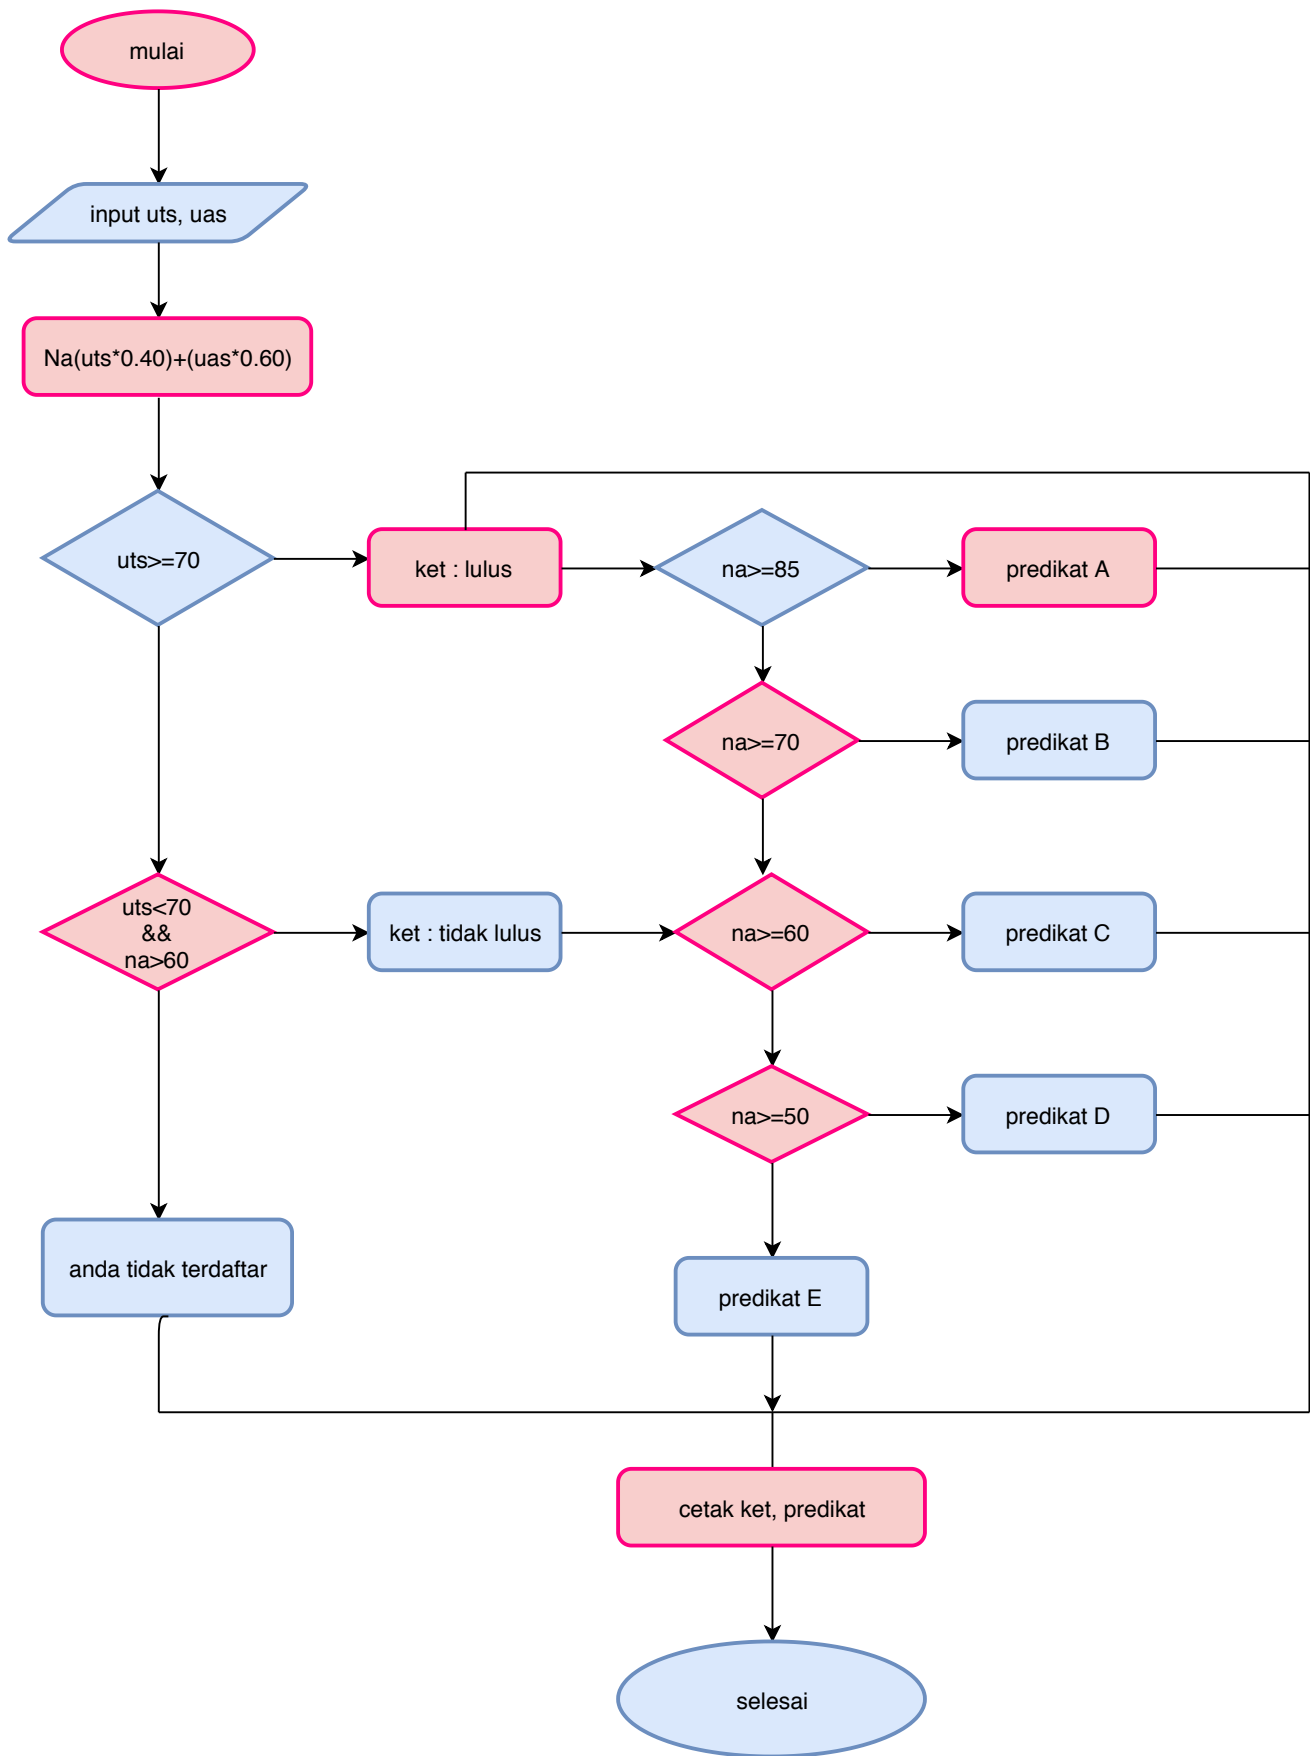 mulai
input uts, uas
Na(uts*0.40)+(uas*0.60)
uts>=70
ket : lulus
na>=85
predikat A
na>=70
predikat B
uts<70
&&
na>60
ket : tidak lulus
na>=60
predikat C
na>=50
predikat D
anda tidak terdaftar
predikat E
cetak ket, predikat
selesai